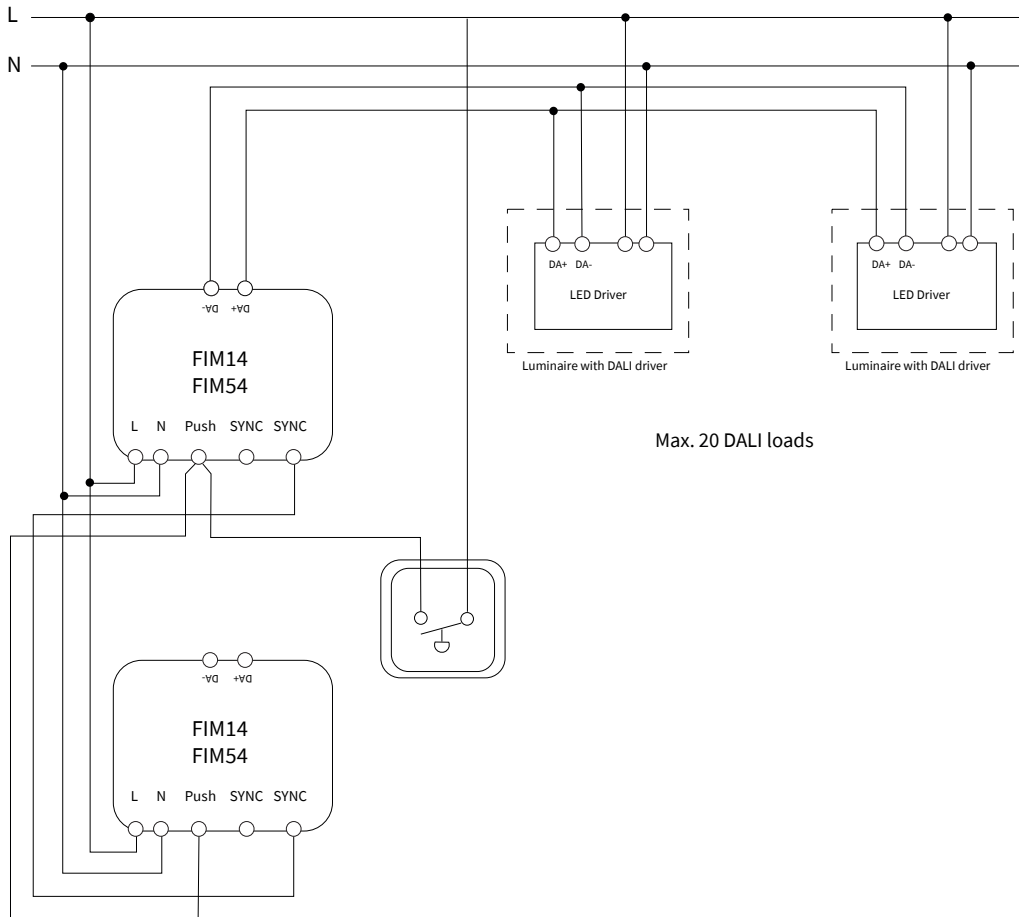 L
N
DA+ DA-
LED Driver
Luminaire with DALI driver
DA+ DA-
LED Driver
Luminaire with DALI driver
DA- DA+
FIM14
FIM54
L N Push SYNC SYNC
Max. 20 DALI loads
DA- DA+
FIM14
FIM54
L N Push SYNC SYNC